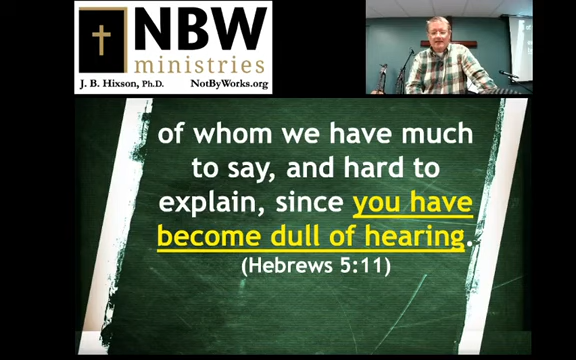 NBW
ministries
J. B. Hixson, Ph.D. NotByWorks.org
of whom we have much
to say, and hard to
explain, since you have
become dull of hearing.
(Hebrews 5:11)